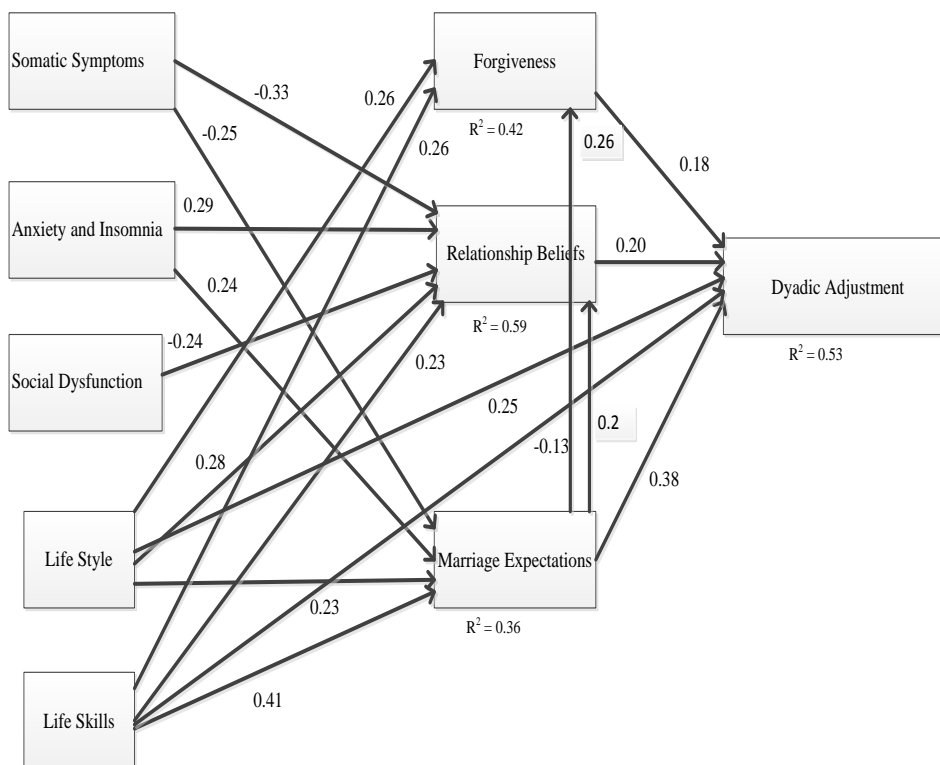 Somatic Symptoms
Forgiveness
-0.33
0.26
R² = 0.42
-0.25
0.26
0.26
0.18
Anxiety and Insomnia
0.29
Relationship Beliefs
0.20
Dyadic Adjustment
0.24
R² = 0.59
R² = 0.53
-0.24
0.23
Social Dysfunction
0.25
0.2
-0.13
0.28
0.38
Life Style
Marriage Expectations
0.23
R² = 0.36
0.41
Life Skills